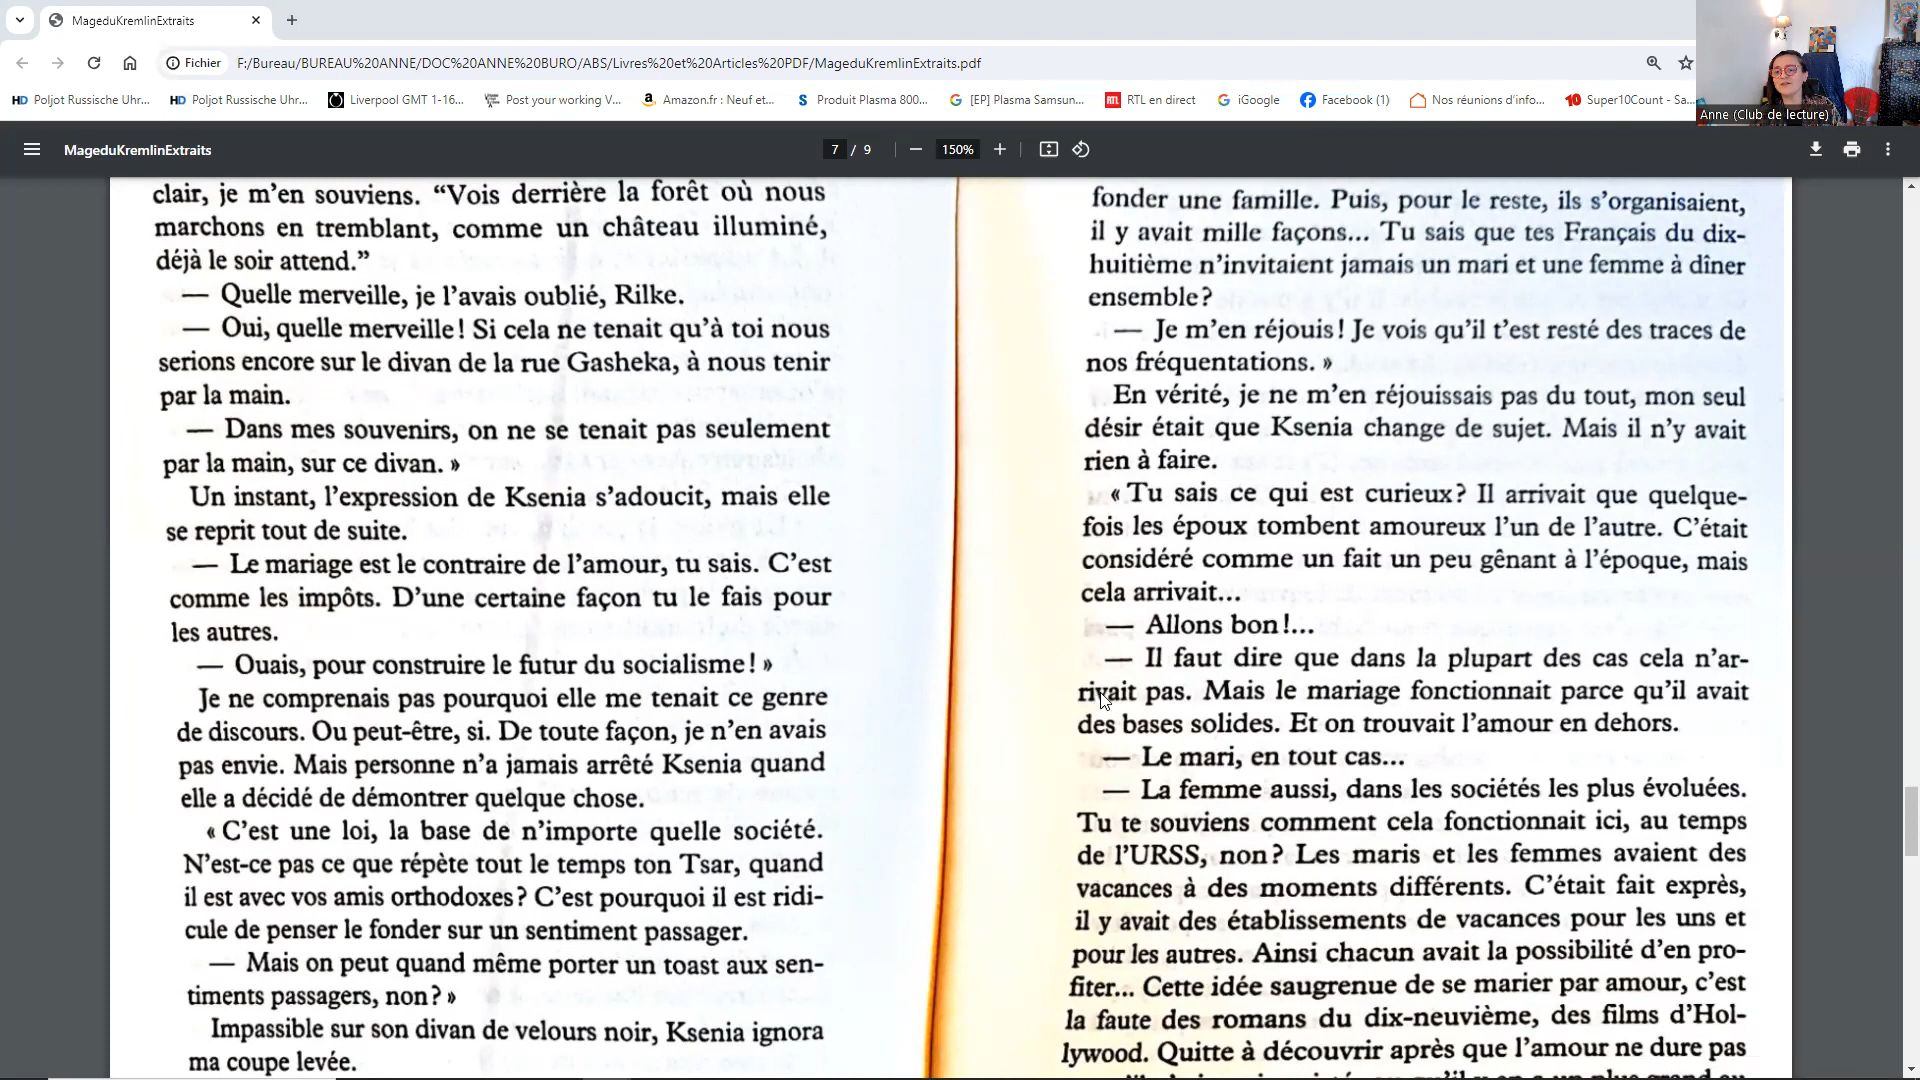 MageduKremlinExtraits
Fichier
F:/Bureau/BUREAU%20ANNE/DOC%20ANNE%20BURO/ABS/Livres%20et%20Articles%20PDF/MageduKremlinExtraits.pdf
HD Poljot Russische Uhr...
HD Poljot Russische Uhr...
Liverpool GMT 1-16...
Post your working V...
Amazon.fr : Neuf et...
Produit Plasma 800...
[EP] Plasma Samsun...
RTL RTL en direct
iGoogle
Facebook (1)
Nos réunions d'info...
10 Super10Count - Sa...
Anne (Club de lecture)
MageduKremlinExtraits
7 / 9
150%
clair, je m'en souviens. “Vois derrière la forêt où nous
marchons en tremblant, comme un château illuminé,
déjà le soir attend.”
— Quelle merveille, je l'avais oublié, Rilke.
— Oui, quelle merveille ! Si cela ne tenait qu'à toi nous
serions encore sur le divan de la rue Gasheka, à nous tenir
par la main.
— Dans mes souvenirs, on ne se tenait pas seulement
par la main, sur ce divan. »
Un instant, l'expression de Ksenia s'adoucit, mais elle
se reprit tout de suite.
— Le mariage est le contraire de l'amour, tu sais. C'est
comme les impôts. D'une certaine façon tu le fais pour
les autres.
— Ouais, pour construire le futur du socialisme ! »
Je ne comprenais pas pourquoi elle me tenait ce genre
de discours. Ou peut-être, si. De toute façon, je n'en avais
pas envie. Mais personne n'a jamais arrêté Ksenia quand
elle a décidé de démontrer quelque chose.
« C'est une loi, la base de n'importe quelle société.
N'est-ce pas ce que répète tout le temps ton Tsar, quand
il est avec vos amis orthodoxes ? C'est pourquoi il est ridi-
cule de penser le fonder sur un sentiment passager.
— Mais on peut quand même porter un toast aux sen-
timents passagers, non ? »
Impassible sur son divan de velours noir, Ksenia ignora
ma coupe levée.
fonder une famille. Puis, pour le reste, ils s'organisaient,
il y avait mille façons... Tu sais que tes Français du dix-
huitième n'invitaient jamais un mari et une femme à dîner
ensemble ?
— Je m'en réjouis ! Je vois qu'il t'est resté des traces de
nos fréquentations. »
En vérité, je ne m'en réjouissais pas du tout, mon seul
désir était que Ksenia change de sujet. Mais il n'y avait
rien à faire.
« Tu sais ce qui est curieux ? Il arrivait que quelque-
fois les époux tombent amoureux l'un de l'autre. C'était
considéré comme un fait un peu gênant à l'époque, mais
cela arrivait...
— Allons bon !...
— Il faut dire que dans la plupart des cas cela n'ar-
rivait pas. Mais le mariage fonctionnait parce qu'il avait
des bases solides. Et on trouvait l'amour en dehors.
— Le mari, en tout cas...
— La femme aussi, dans les sociétés les plus évoluées.
Tu te souviens comment cela fonctionnait ici, au temps
de l'URSS, non ? Les maris et les femmes avaient des
vacances à des moments différents. C'était fait exprès,
il y avait des établissements de vacances pour les uns et
pour les autres. Ainsi chacun avait la possibilité d'en pro-
fiter... Cette idée saugrenue de se marier par amour, c'est
la faute des romans du dix-neuvième, des films d'Hol-
lywood. Quitte à découvrir après que l'amour ne dure pas